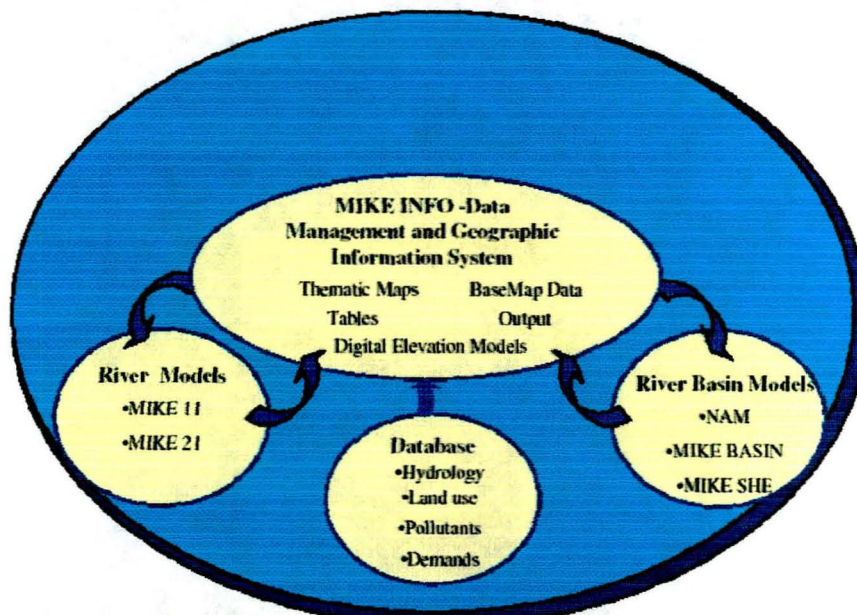 MIKE INFO -Data
Management and Geographic
Information System
Thematic Maps BaseMap Data
Tables Output
Digital Elevation Models
River Models
•MIKE 11
•MIKE 21
Database
•Hydrology
•Land use
•Pollutants
•Demands
River Basin Models
•NAM
•MIKE BASIN
•MIKE SHE